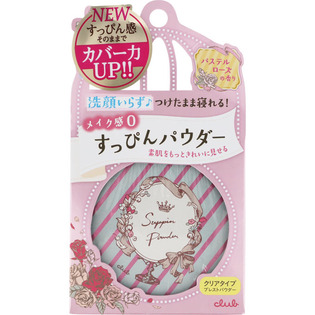 NEW
すっぴん感
そのままで
カバー力
UP!!
パステル
ローズ
の香り
洗顔いらず♪つけたまま寝れる!
メイク感0
すっぴんパウダー
素肌をもっときれいに見せる
Suppin
Powder
クリアタイプ
プレストパウダー
club